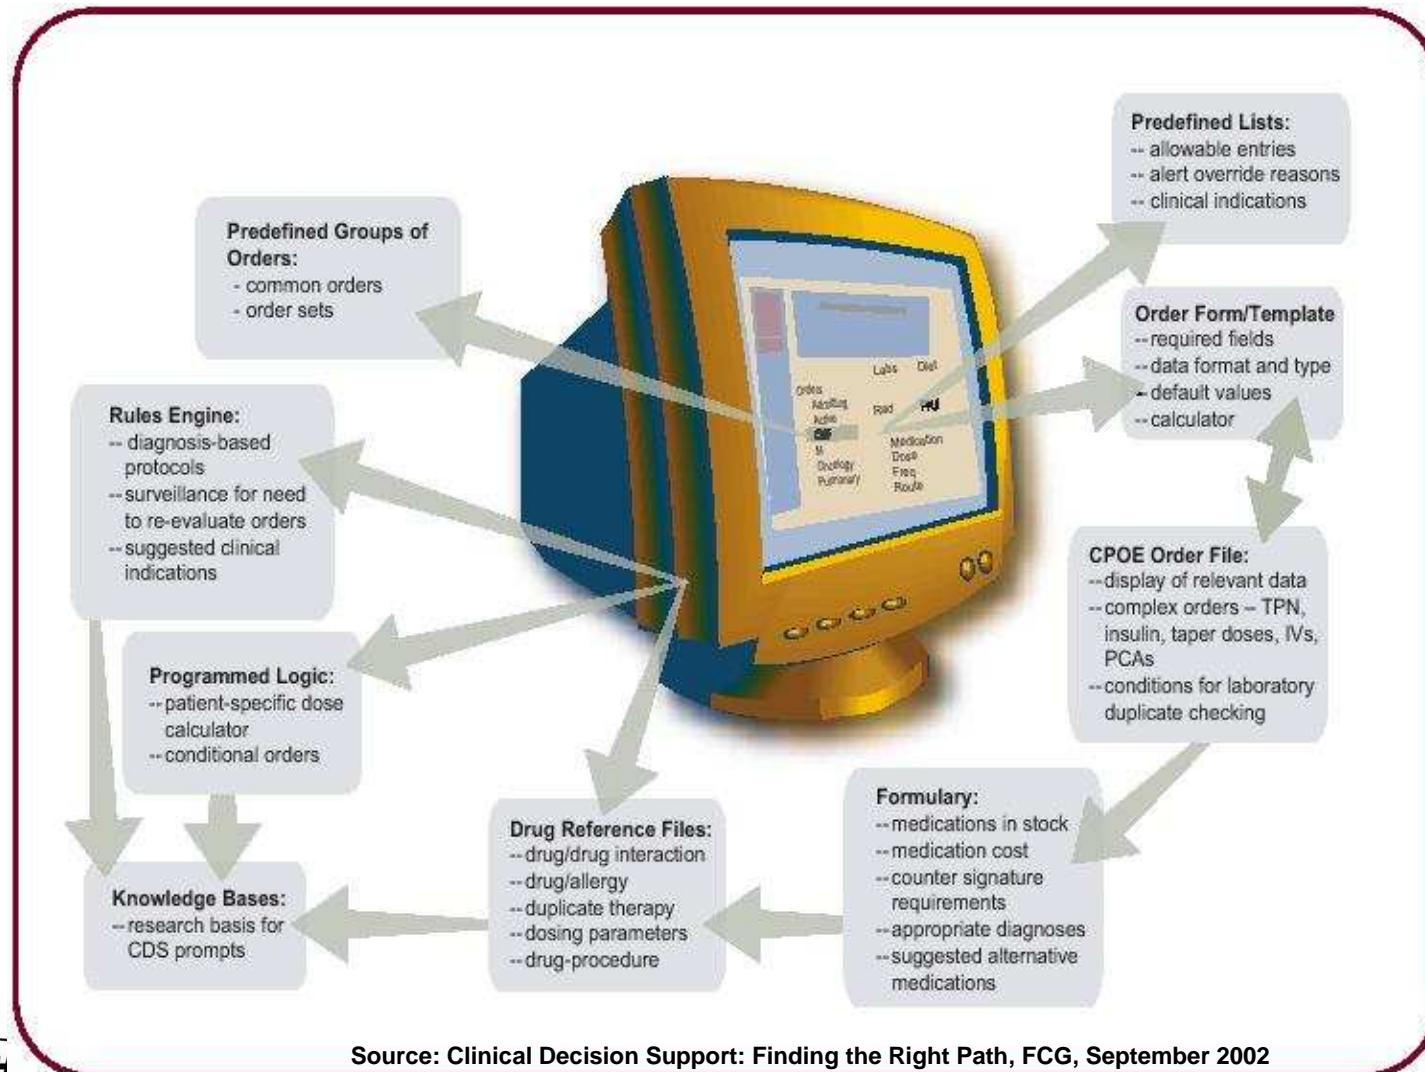 Predefined Lists:
-- allowable entries
-- alert override reasons
-- clinical indications
Predefined Groups of
Orders:
- common orders
- order sets
Order Form/Template
-- required fields
-- data format and type
- default values
-- calculator
Labs Diet
Orders
Admitting
Active
Rad
M
Oncology
Pulmonary
Medication
Dose
Freq
Route
Rules Engine:
-- diagnosis-based
protocols
-- surveillance for need
to re-evaluate orders
-- suggested clinical
indications
CPOE Order File:
-- display of relevant data
-- complex orders – TPN,
insulin, taper doses, IVs,
PCAs
-- conditions for laboratory
duplicate checking
Programmed Logic:
-- patient-specific dose
calculator
-- conditional orders
Formulary:
-- medications in stock
-- medication cost
-- counter signature
requirements
-- appropriate diagnoses
-- suggested alternative
medications
Drug Reference Files:
-- drug/drug interaction
-- drug/allergy
-- duplicate therapy
-- dosing parameters
-- drug-procedure
Knowledge Bases:
-- research basis for
CDS prompts
Source: Clinical Decision Support: Finding the Right Path, FCG, September 2002